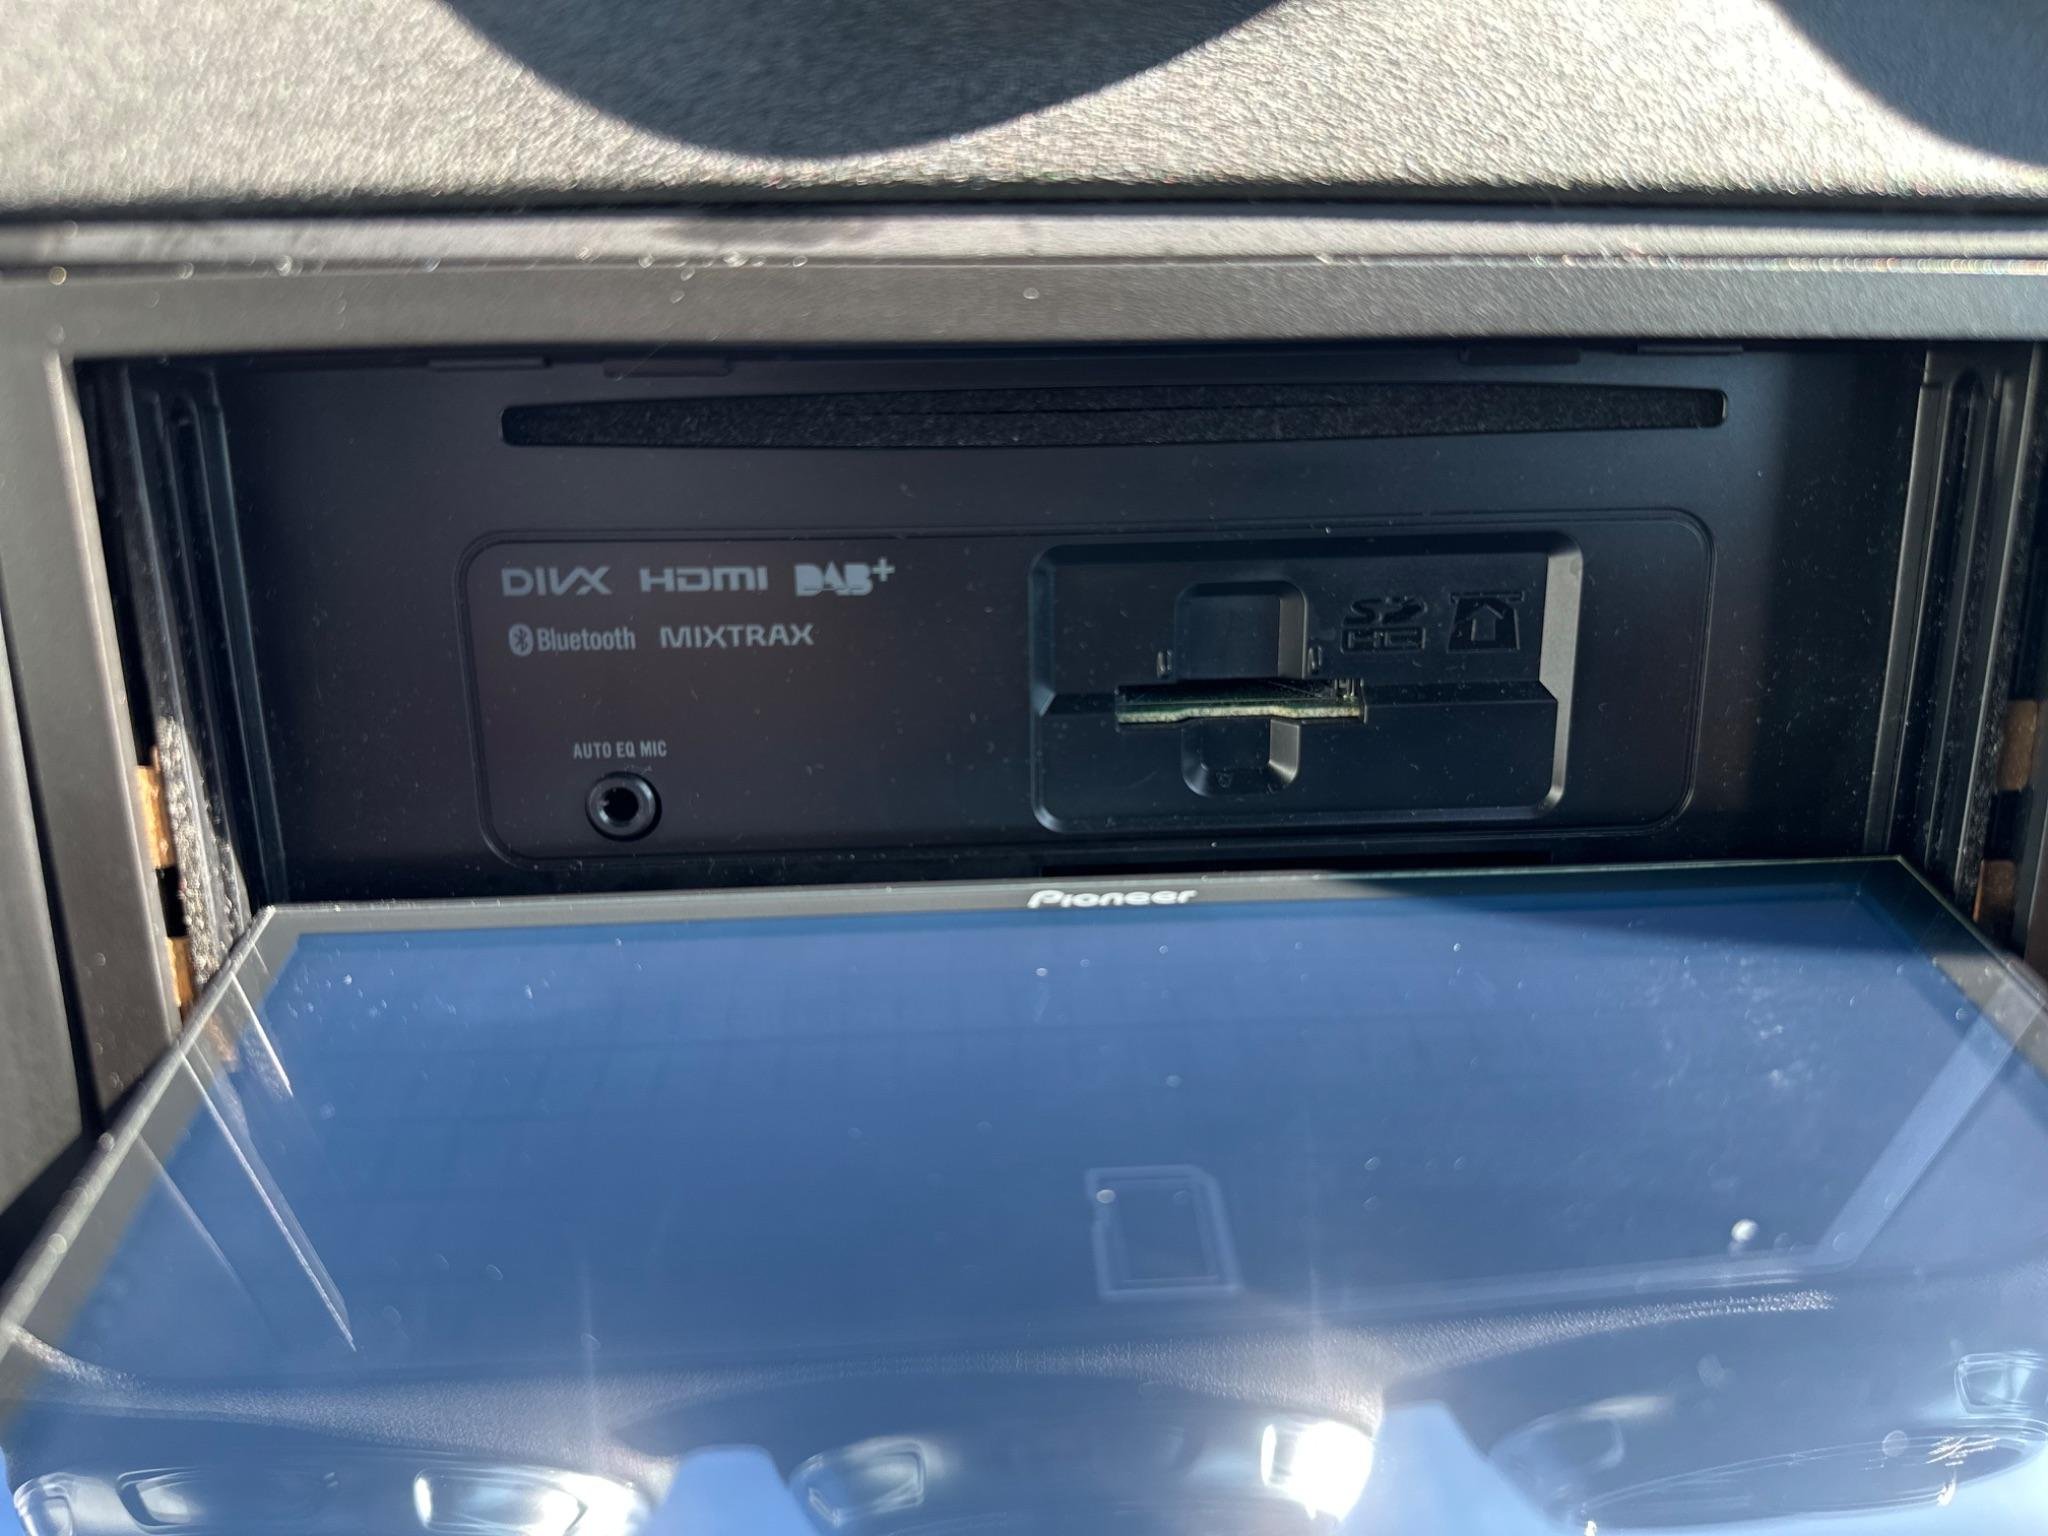 DIVX HDMI DAB+
Bluetooth MIXTRAX
SD HC
AUTO EQ MIC
Pioneer